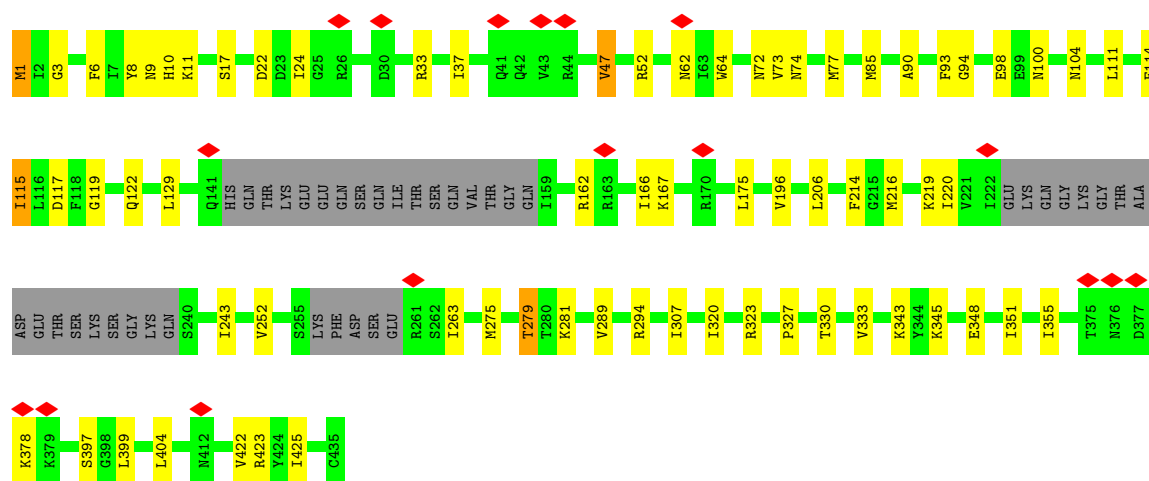 M1 I2 G3 F6 I7 Y8 N9 H10 K11 S17 D22 D23 I24 G25 R26 D30 R33 I37 Q41 Q42 V43 R44 V47 R52 N62 I63 W64 N72 V73 N74 M77 M85 A90 F93 G94 E98 E99 N100 N104 L111
I115 L116 D117 F118 G119 Q122 L129 Q141 HIS GLN THR LYS GLU GLU GLN SER GLN ILE THR SER GLN VAL THR GLY GLN I159 R162 R163 I166 K167 R170 L175 V196 L206 F214 G215 M216 K219 I220 V221 I222 GLU LYS GLN GLY LYS GLY THR ALA
ASP GLU THR SER LYS SER GLY LYS GLN S240 I243 V252 S255 LYS PHE ASP SER GLU R261 S262 I263 M275 T279 T280 K281 V289 R294 I307 I320 R323 P327 T330 V333 K343 Y344 K345 E348 I351 I355 T375 N376 D377
K378 K379 S397 G398 L399 L404 N412 V422 R423 Y424 I425 C435